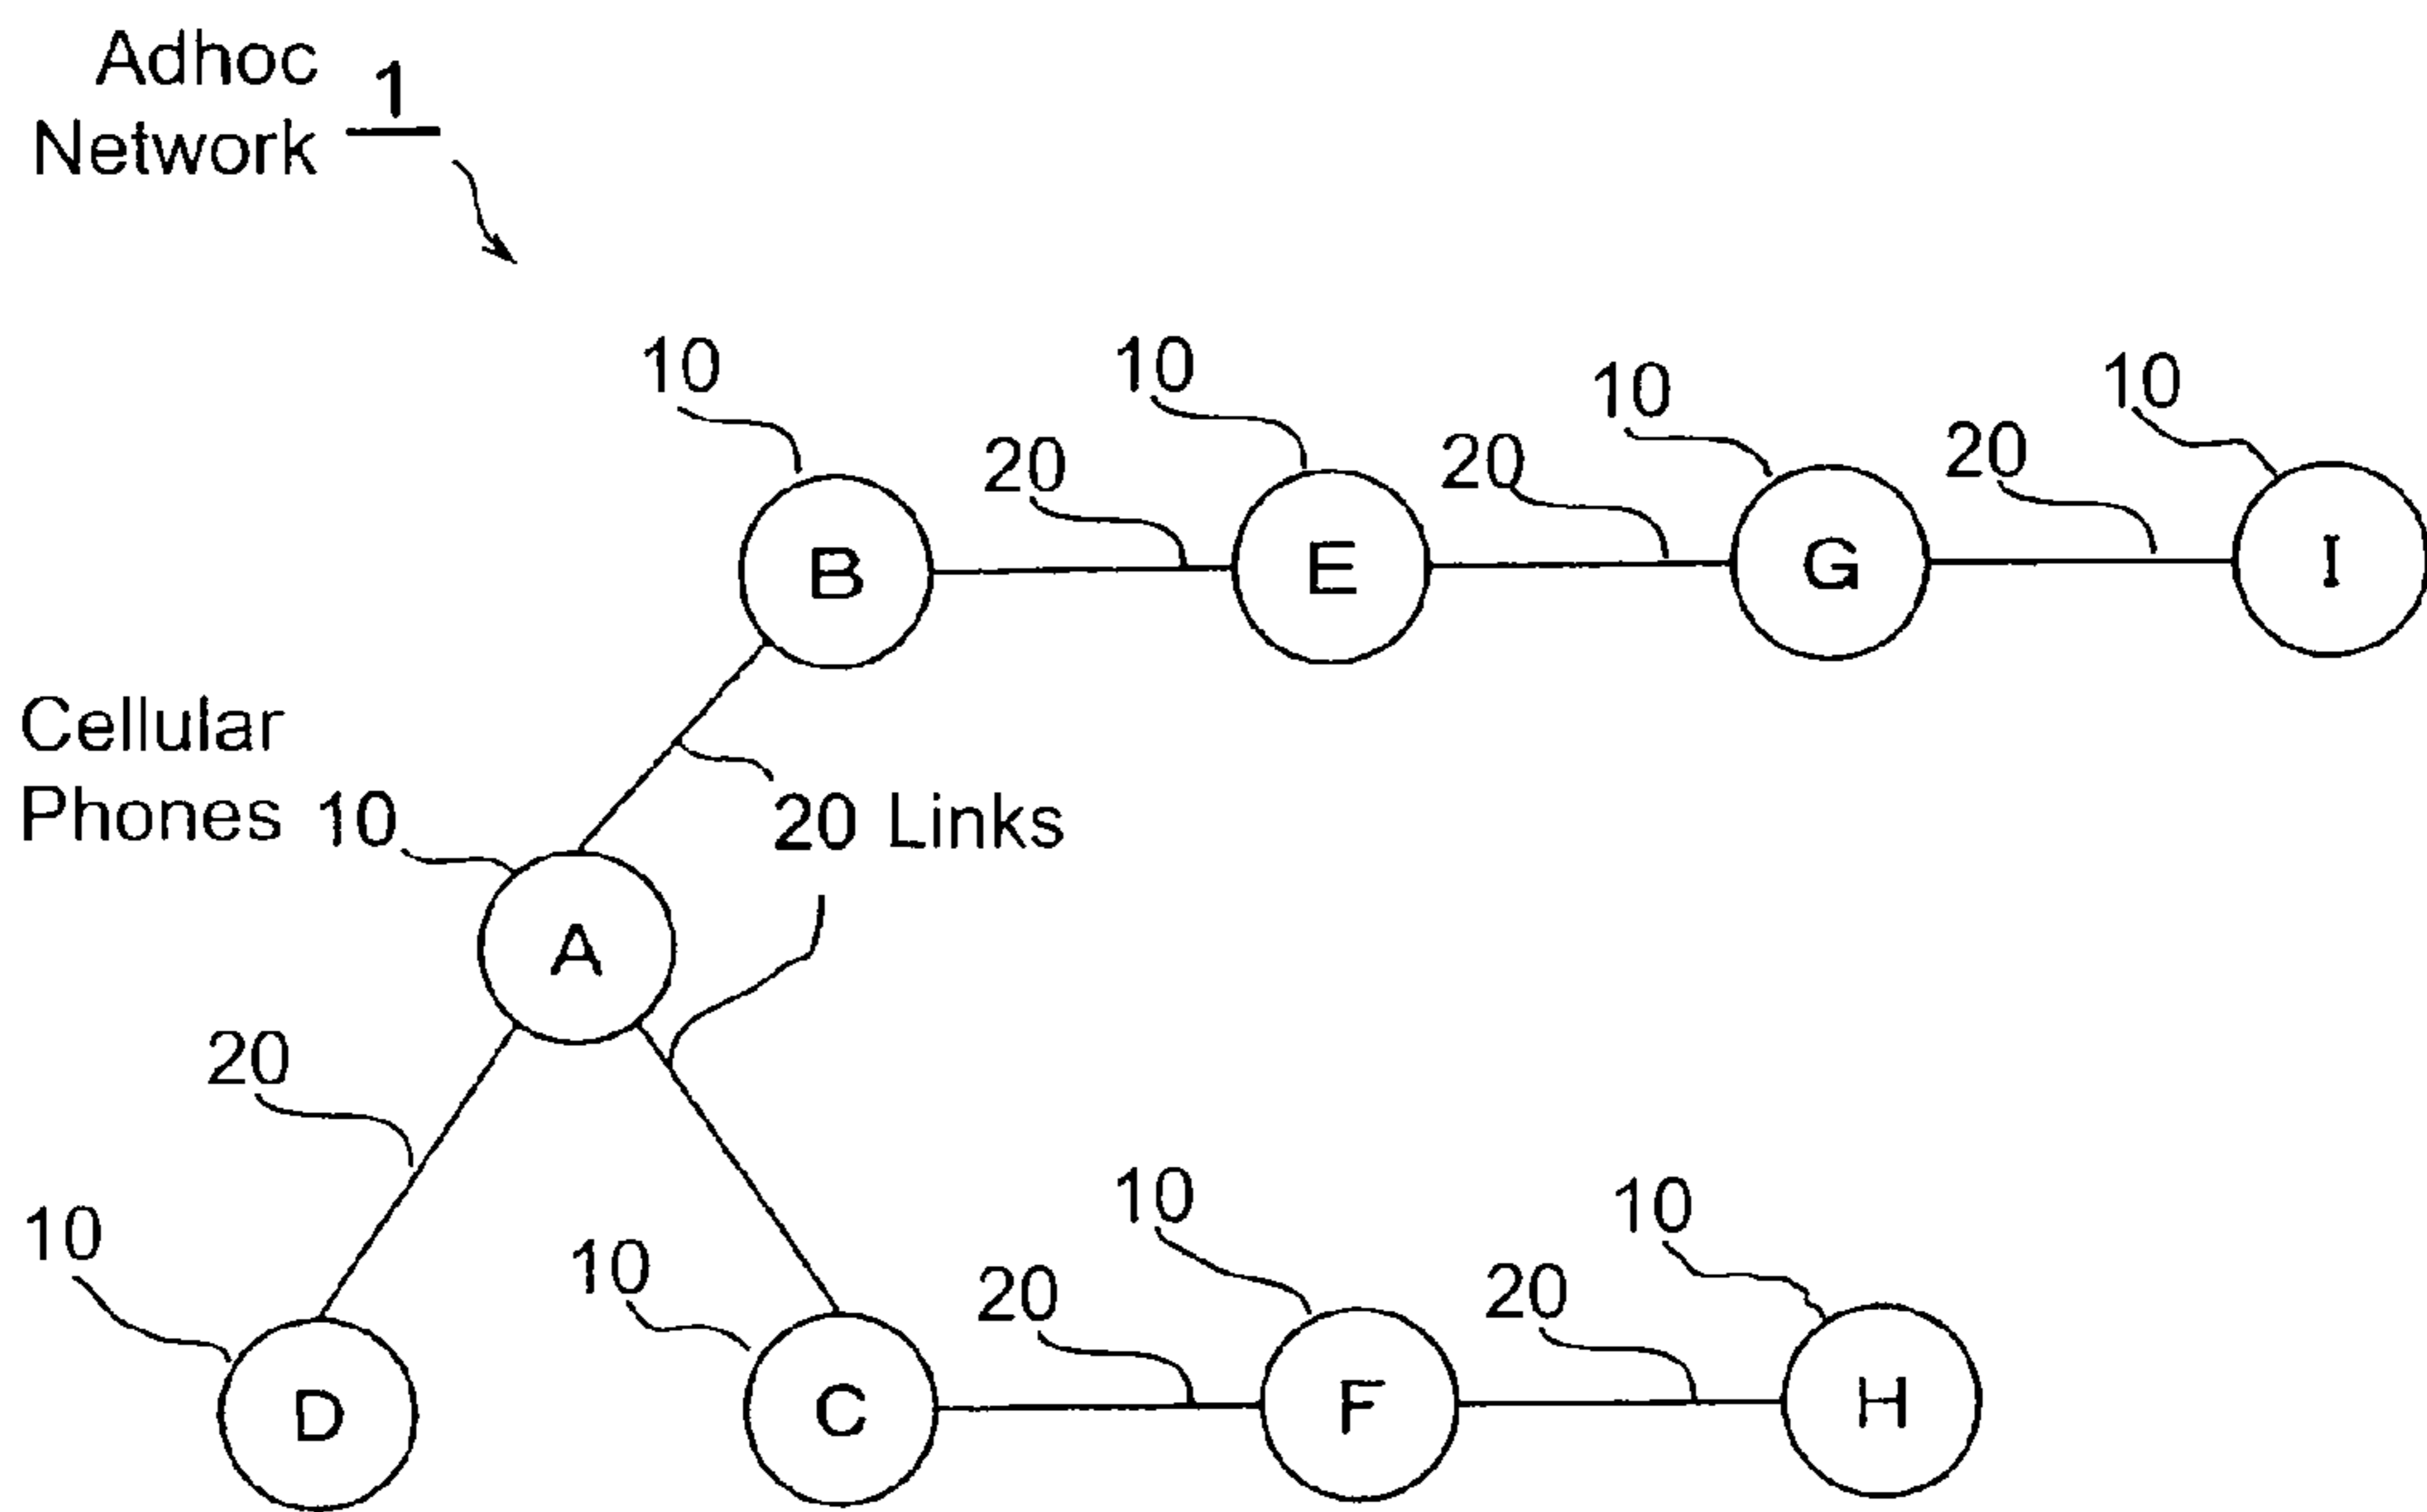 Adhoc
Network 1
10 10 10 10
20 20 20
B E G I
Cellular
Phones 10
20 Links
A
20
10 10 20 10 20 10
D C F H